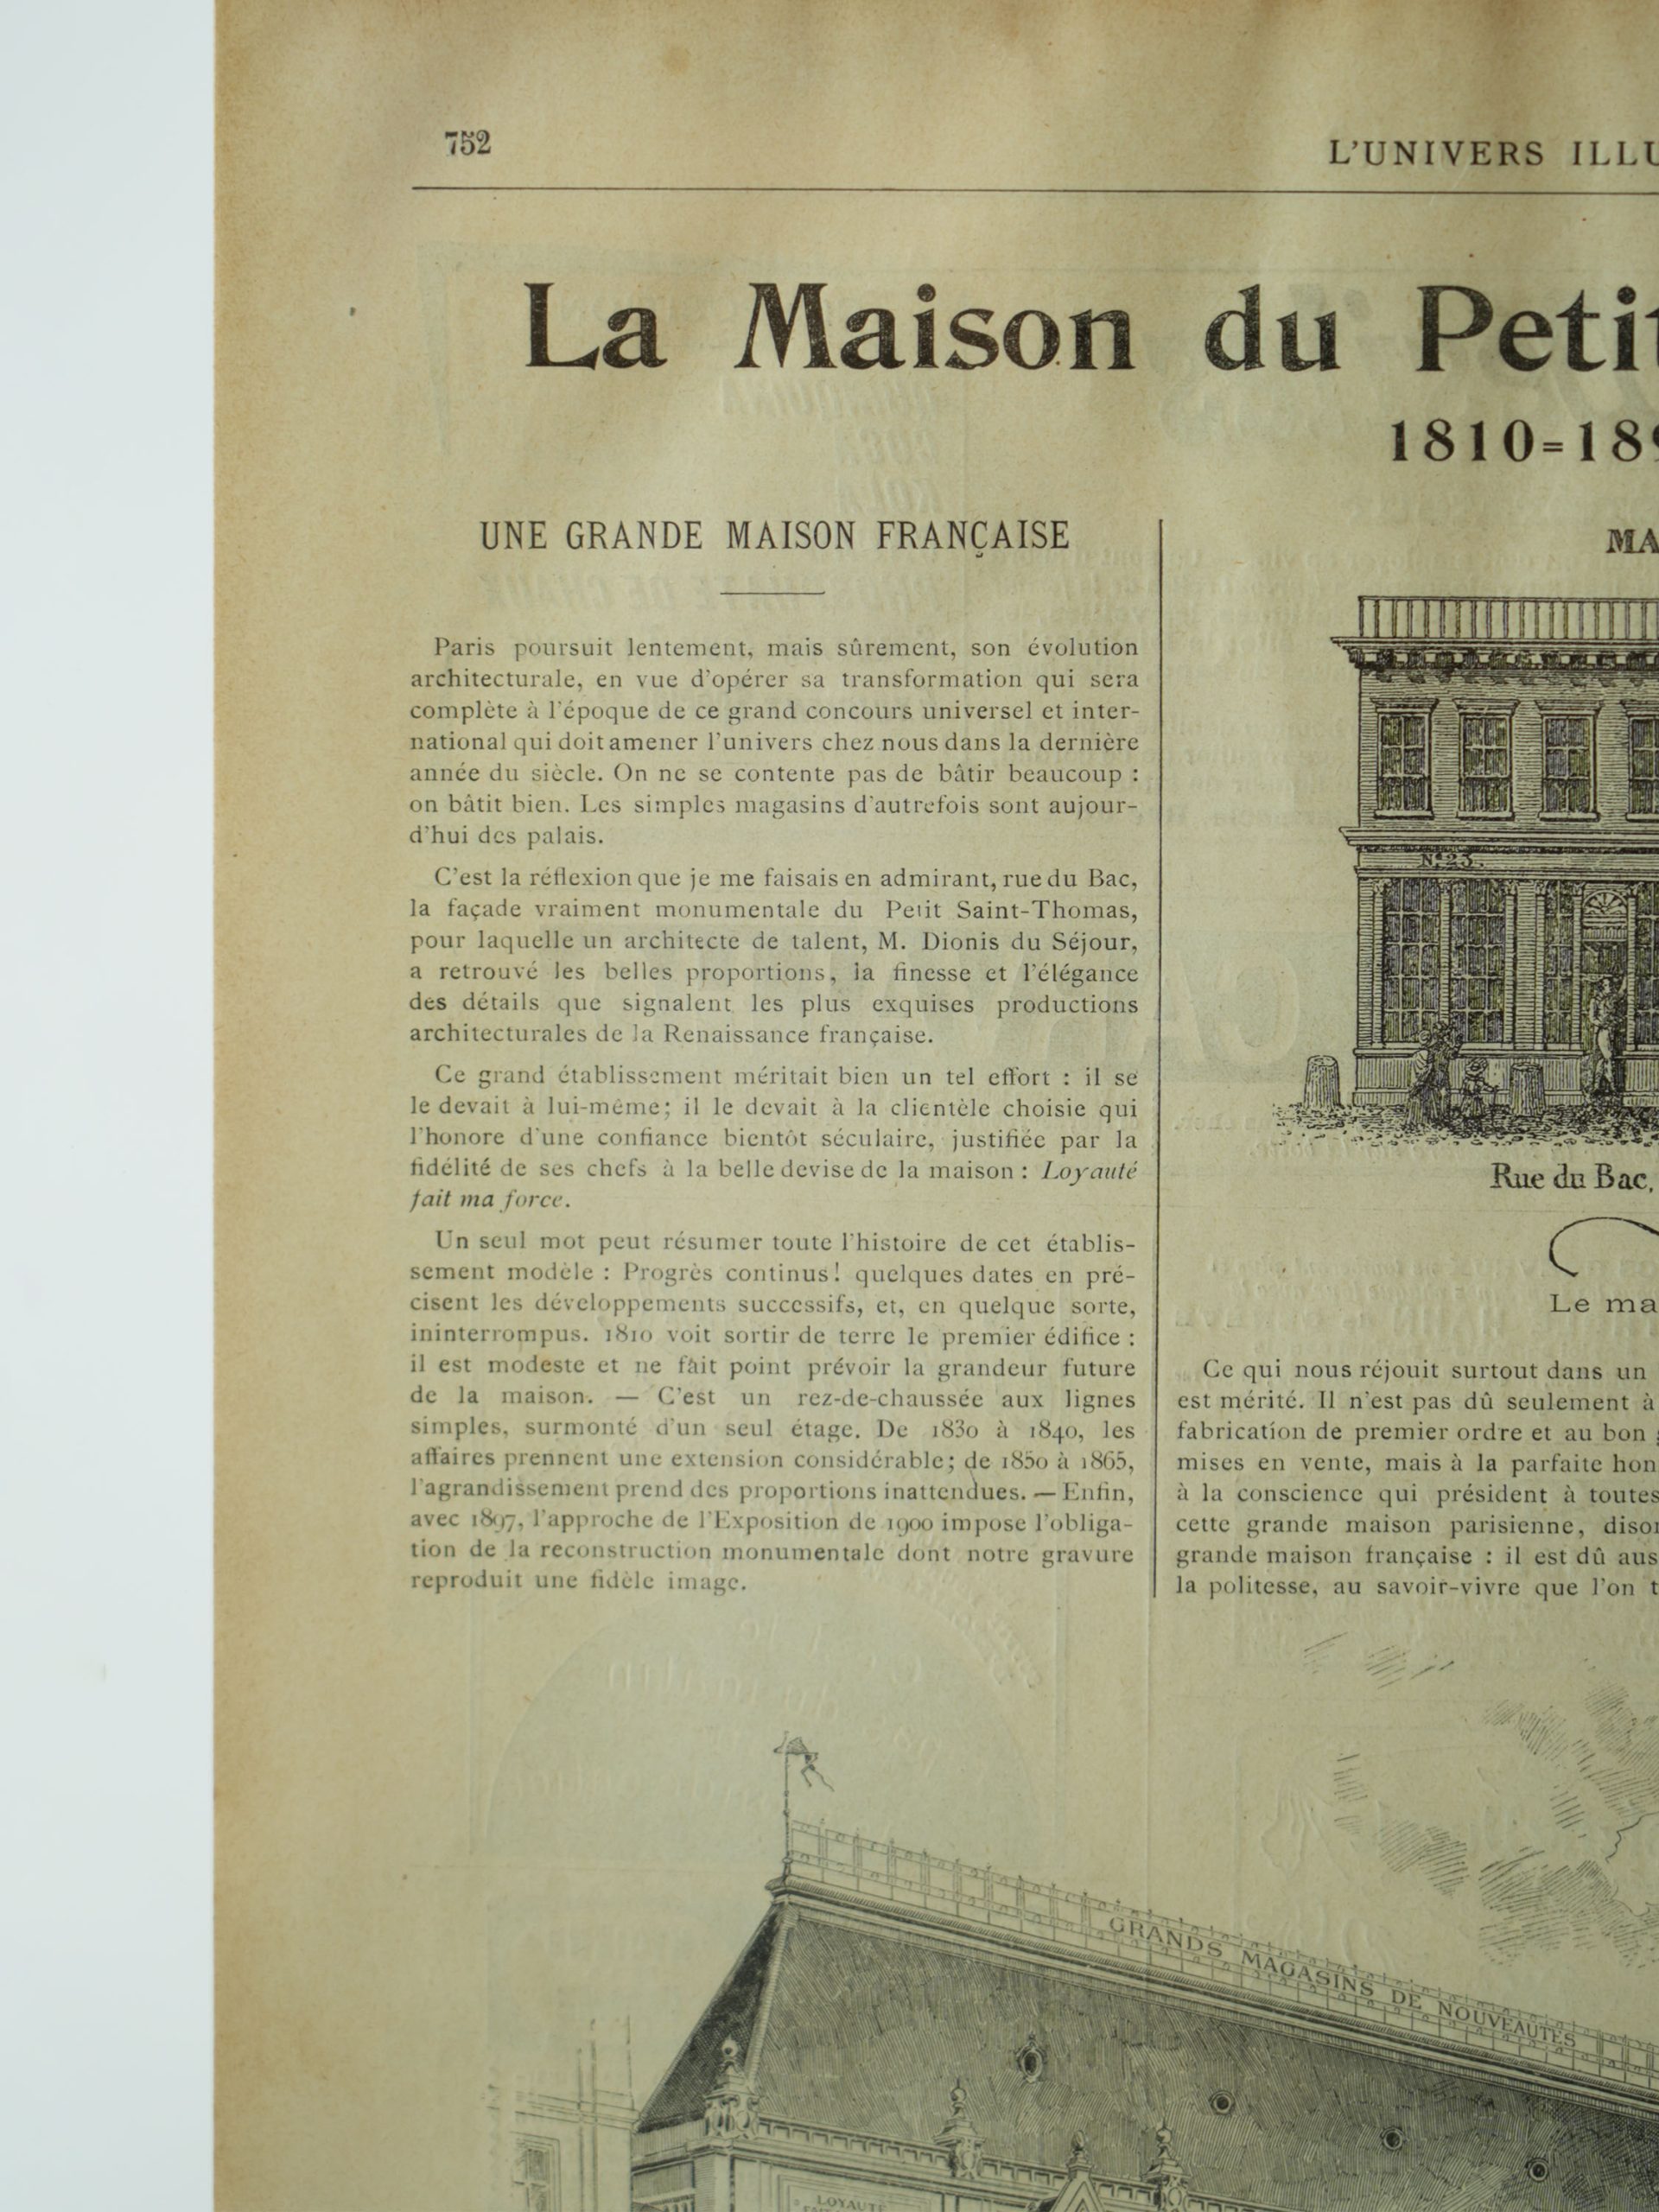 752
L'UNIVERS ILLU
La Maison du Petit
1810=189
UNE GRANDE MAISON FRANÇAISE
Paris poursuit lentement, mais sûrement, son évolution
architecturale, en vue d'opérer sa transformation qui sera
complète à l'époque de ce grand concours universel et inter-
national qui doit amener l'univers chez nous dans la dernière
année du siècle. On ne se contente pas de bâtir beaucoup :
on bâtit bien. Les simples magasins d'autrefois sont aujour-
d'hui des palais.
C'est la réflexion que je me faisais en admirant, rue du Bac,
la façade vraiment monumentale du Petit Saint-Thomas,
pour laquelle un architecte de talent, M. Dionis du Séjour,
a retrouvé les belles proportions, la finesse et l'élégance
des détails que signalent les plus exquises productions
architecturales de la Renaissance française.
Ce grand établissement méritait bien un tel effort : il se
le devait à lui-même; il le devait à la clientèle choisie qui
l'honore d'une confiance bientôt séculaire, justifiée par la
fidélité de ses chefs à la belle devise de la maison : Loyauté
fait ma force.
Un seul mot peut résumer toute l'histoire de cet établis-
sement modèle : Progrès continus! quelques dates en pré-
cisent les développements successifs, et, en quelque sorte,
ininterrompus. 1810 voit sortir de terre le premier édifice :
il est modeste et ne fait point prévoir la grandeur future
de la maison. — C'est un rez-de-chaussée aux lignes
simples, surmonté d'un seul étage. De 1830 à 1840, les
affaires prennent une extension considérable; de 1850 à 1865,
l'agrandissement prend des proportions inattendues. — Enfin,
avec 1897, l'approche de l'Exposition de 1900 impose l'obliga-
tion de la reconstruction monumentale dont notre gravure
reproduit une fidèle image.
MA
N° 23.
Rue du Bac,
Le ma
Ce qui nous réjouit surtout dans un
est mérité. Il n'est pas dû seulement à
fabrication de premier ordre et au bon
mises en vente, mais à la parfaite hon
à la conscience qui président à toutes
cette grande maison parisienne, disor
grande maison française : il est dû aus
la politesse, au savoir-vivre que l'on t
GRANDS MAGASINS DE NOUVEAUTÉS
LOYAUTÉ